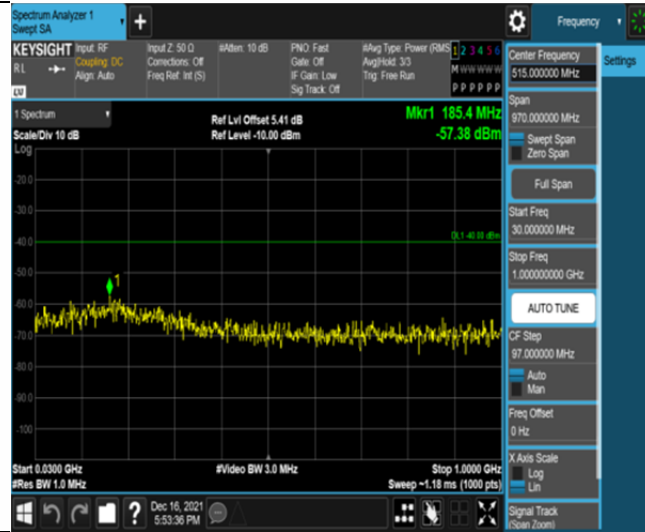 Spectrum Analyzer 1
Swept SA
+
Frequency
KEYSIGHT
RL
Input: RF
Coupling: DC
Align: Auto
Input Z: 50 Ω
Corrections: Off
Freq Ref: Int (S)
#Atten: 10 dB
PNO: Fast
Gate: Off
IF Gain: Low
Sig Track: Off
#Avg Type: Power (RMS
Avg|Hold: 3/3
Trig: Free Run
1 2 3 4 5 6
M W W W W W
P P P P P P
1 Spectrum
Scale/Div 10 dB
Ref Lvl Offset 5.41 dB
Ref Level -10.00 dBm
Mkr1 185.4 MHz
-57.38 dBm
Log
-20.0
-30.0
-40.0
DL1 -40.00 dBm
-50.0
1
-60.0
-70.0
-80.0
-90.0
-100
Start 0.0300 GHz
#Res BW 1.0 MHz
#Video BW 3.0 MHz
Stop 1.0000 GHz
Sweep ~1.18 ms (1000 pts)
?
Dec 16, 2021
5:53:36 PM
Center Frequency
515.000000 MHz
Settings
Span
970.000000 MHz
Swept Span
Zero Span
Full Span
Start Freq
30.000000 MHz
Stop Freq
1.000000000 GHz
AUTO TUNE
CF Step
97.000000 MHz
Auto
Man
Freq Offset
0 Hz
X Axis Scale
Log
Lin
Signal Track
(Span Zoom)